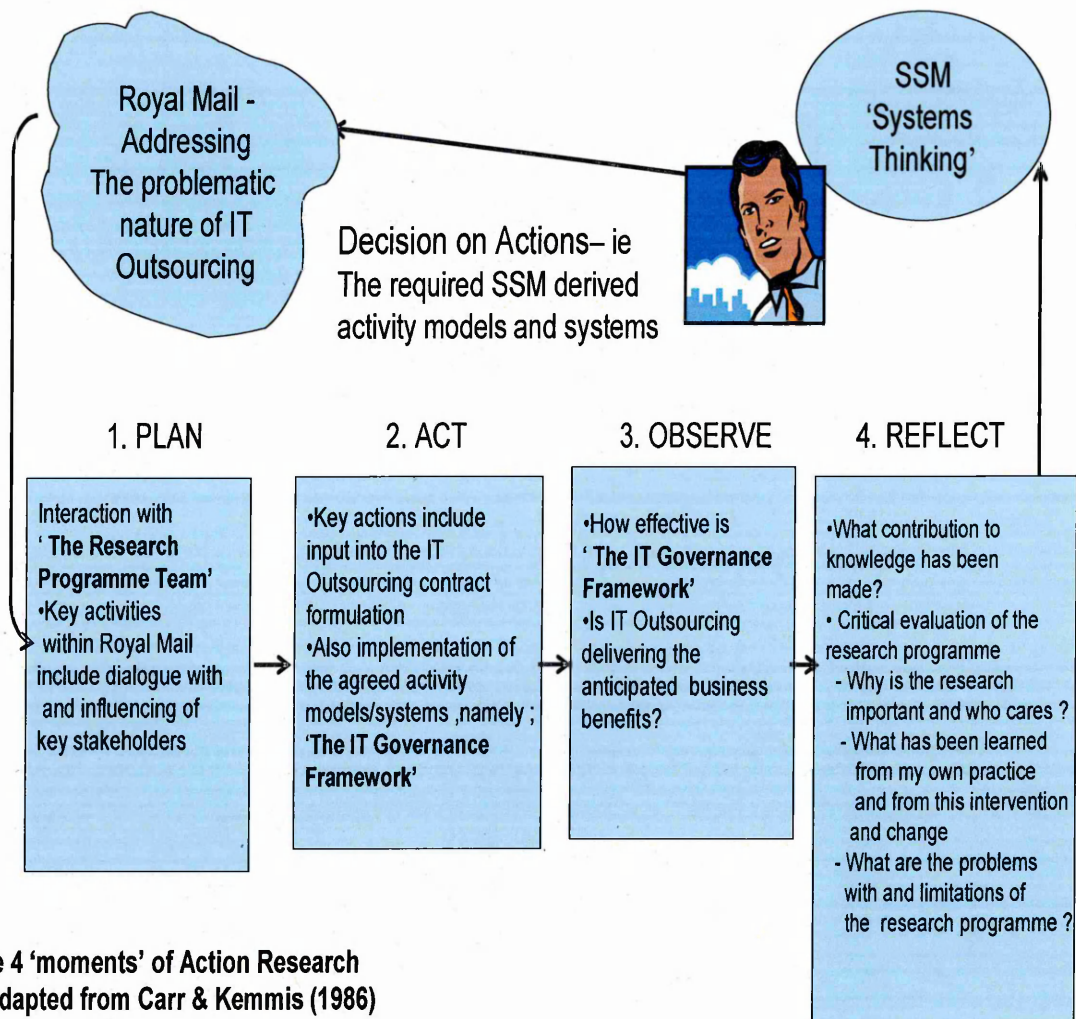 Royal Mail -
Addressing
The problematic
nature of IT
Outsourcing
SSM
'Systems
Thinking'
Decision on Actions– ie
The required SSM derived
activity models and systems
1. PLAN
Interaction with
' The Research
Programme Team'
•Key activities
within Royal Mail
include dialogue with
and influencing of
key stakeholders
2. ACT
•Key actions include
input into the IT
Outsourcing contract
formulation
•Also implementation of
the agreed activity
models/systems ,namely ;
'The IT Governance
Framework'
3. OBSERVE
•How effective is
' The IT Governance
Framework'
•Is IT Outsourcing
delivering the
anticipated business
benefits?
4. REFLECT
•What contribution to
knowledge has been
made?
• Critical evaluation of the
research programme
- Why is the research
important and who cares ?
- What has been learned
from my own practice
and from this intervention
and change
- What are the problems
with and limitations of
the research programme ?
4 'moments' of Action Research
from Carr & Kemmis (1986)